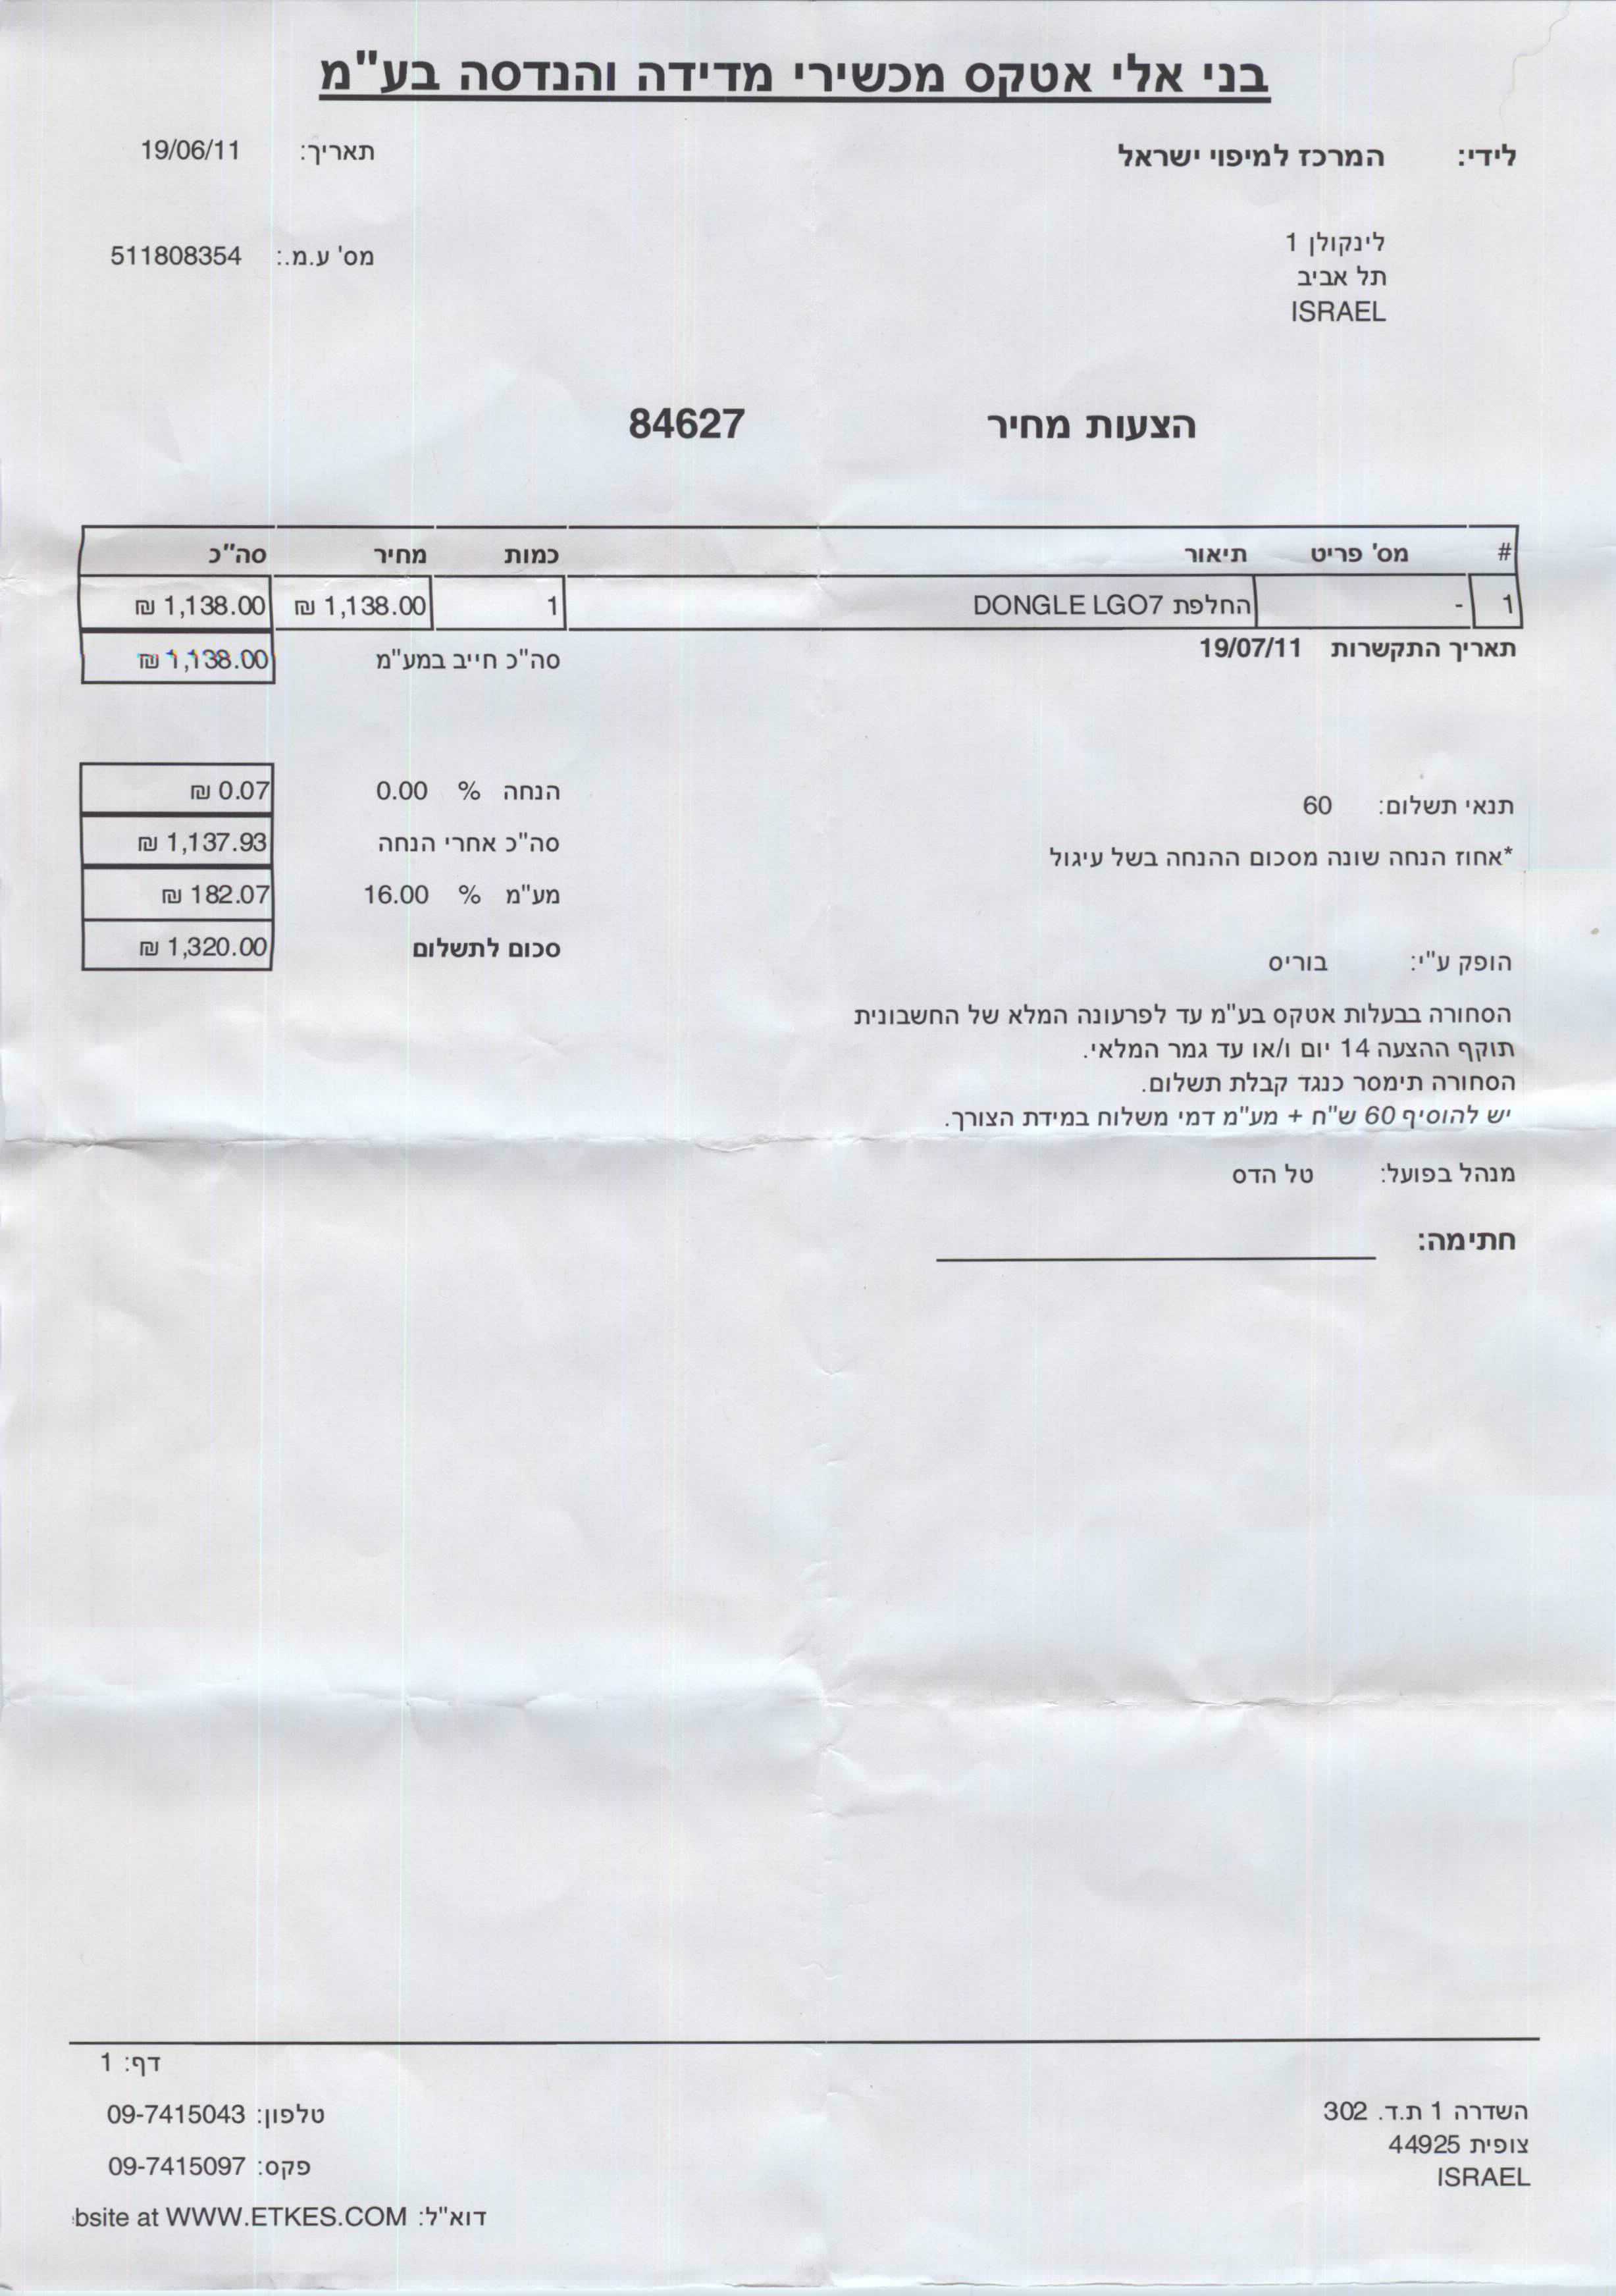 בני אלי אטקס מכשירי מדידה והנדסה בע"מ
לידי: המרכז למיפוי ישראל
תאריך: 19/06/11
לינקולן 1
תל אביב
ISRAEL
מס' ע.מ.: 511808354
הצעות מחיר 84627
# מס' פריט תיאור כמות מחיר סה"כ
1 - החלפת DONGLE LGO7 1 1,138.00 ₪ 1,138.00 ₪
תאריך התקשרות 19/07/11
סה"כ חייב במע"מ 1,138.00 ₪
תנאי תשלום: 60
*אחוז הנחה שונה מסכום ההנחה בשל עיגול
הנחה % 0.00 0.07 ₪
סה"כ אחרי הנחה 1,137.93 ₪
מע"מ % 16.00 182.07 ₪
סכום לתשלום 1,320.00 ₪
הופק ע"י: בוריס
הסחורה בבעלות אטקס בע"מ עד לפרעונה המלא של החשבונית
תוקף ההצעה 14 יום ו/או עד גמר המלאי.
הסחורה תימסר כנגד קבלת תשלום.
יש להוסיף 60 ש"ח + מע"מ דמי משלוח במידת הצורך.
מנהל בפועל: טל הדס
חתימה:
דף: 1
השדרה 1 ת.ד. 302
צופית 44925
ISRAEL
טלפון: 09-7415043
פקס: 09-7415097
דוא"ל: bsite at WWW.ETKES.COM